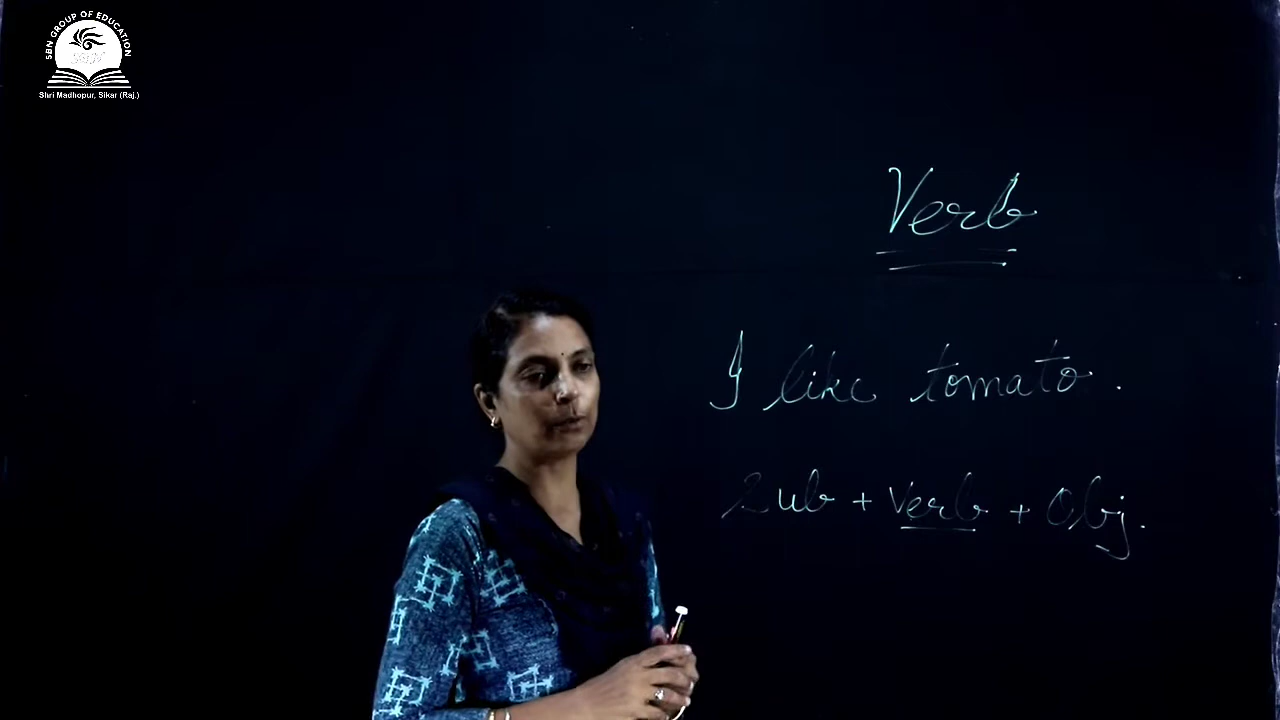 SBN GROUP OF EDUCATION
Shri Madhopur, Sikar (Raj.)
Verb
I like tomato.
Sub + Verb + Obj.